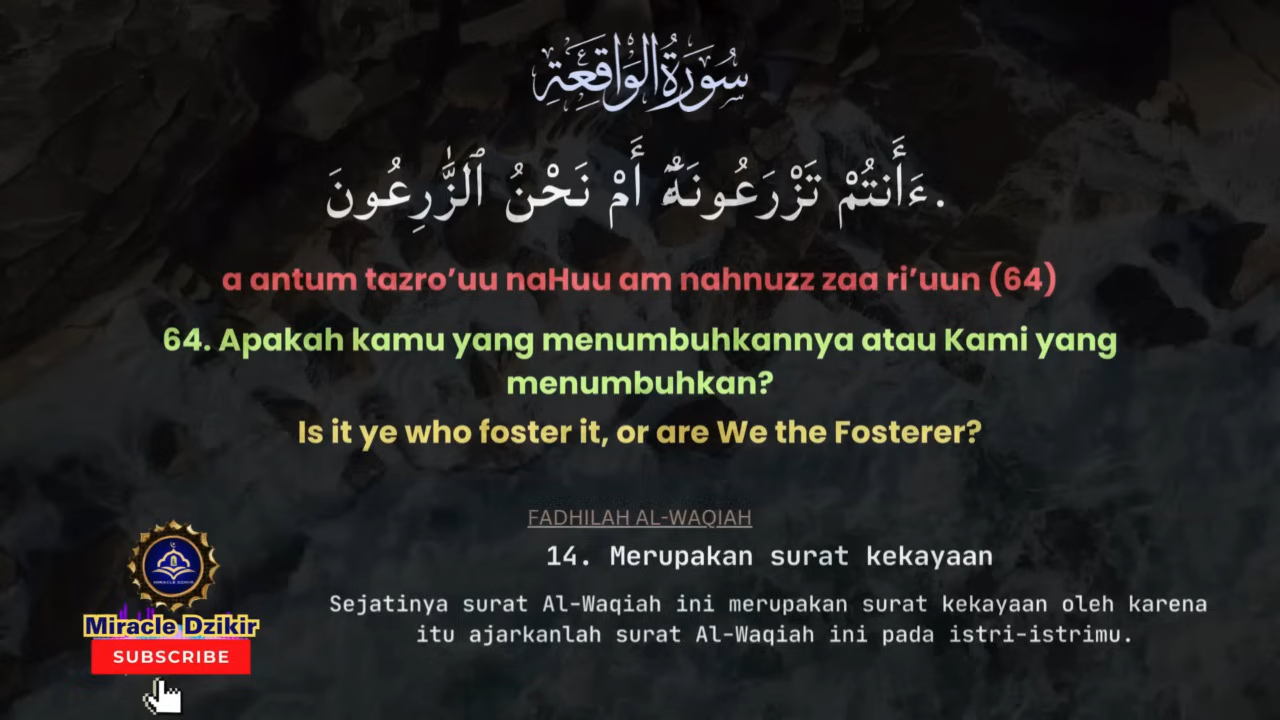 سُورَةُ الوَاقِعَةِ
ءَأَنتُمْ تَزْرَعُونَهُۥٓ أَمْ نَحْنُ ٱلزَّٰرِعُونَ.
a antum tazro’uu naHuu am nahnuzz zaa ri’uun (64)
64. Apakah kamu yang menumbuhkannya atau Kami yang
menumbuhkan?
Is it ye who foster it, or are We the Fosterer?
FADHILAH AL-WAQIAH
14. Merupakan surat kekayaan
Sejatinya surat Al-Waqiah ini merupakan surat kekayaan oleh karena
itu ajarkanlah surat Al-Waqiah ini pada istri-istrimu.
MIRACLE DZIKIR
Miracle Dzikir
SUBSCRIBE